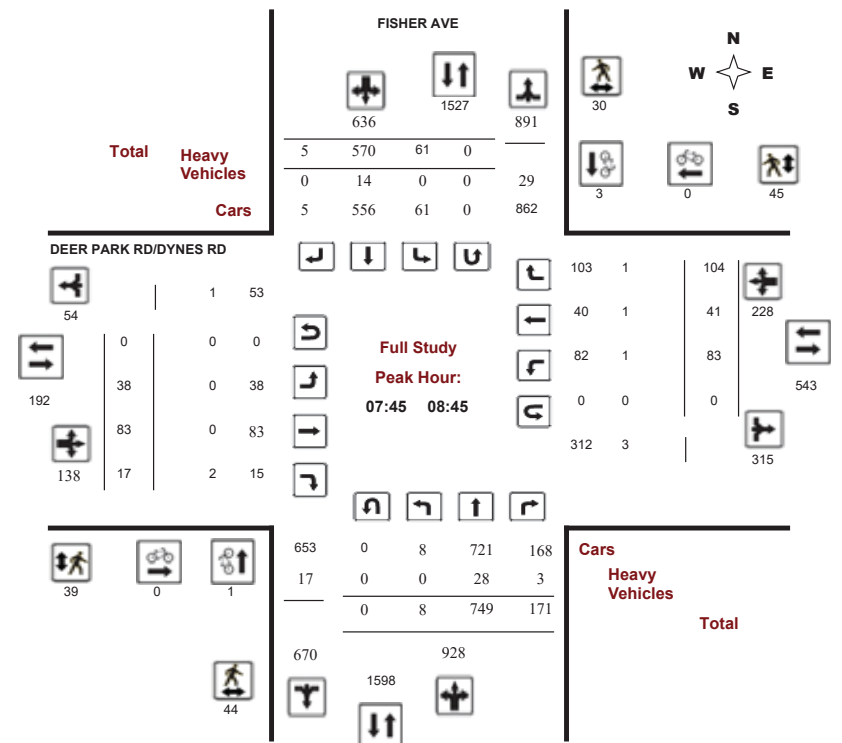 FISHER AVE
N
W E
S
1527
30
636 891
Total Heavy Vehicles
5 570 61 0
0 14 0 0 29
Cars 5 556 61 0 862
3 0 45
DEER PARK RD/DYNES RD
54 1 53
103 1 104
40 1 41 228
0 0 0
Full Study
82 1 83
Peak Hour:
192 38 0 38
543
07:45 08:45
0 0 0
83 0 83
312 3 315
138 17 2 15
653 0 8 721 168 Cars
17 0 0 28 3 Heavy
Vehicles
39 0 1
0 8 749 171
Total
670 928
1598
44